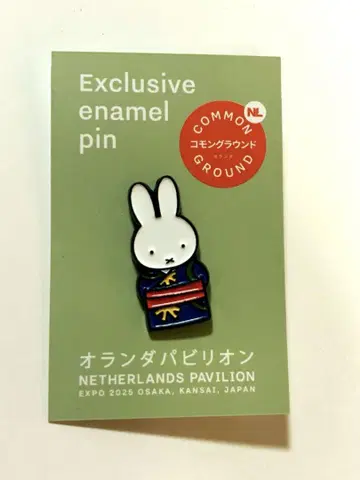 Exclusive
enamel
pin
NL
COMMON
コモングラウンド
GROUND
オランダパビリオン
NETHERLANDS PAVILION
EXPO 2025 OSAKA, KANSAI, JAPAN